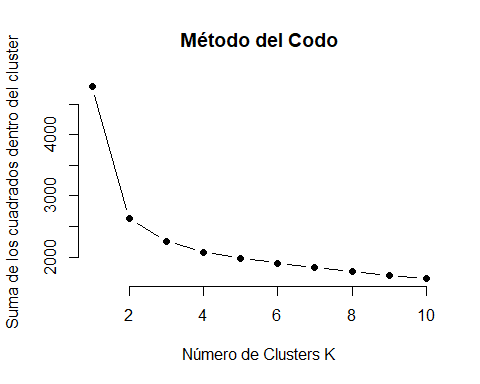 Método del Codo
Suma de los cuadrados dentro del cluster
4000
3000
2000
2 4 6 8 10
Número de Clusters K